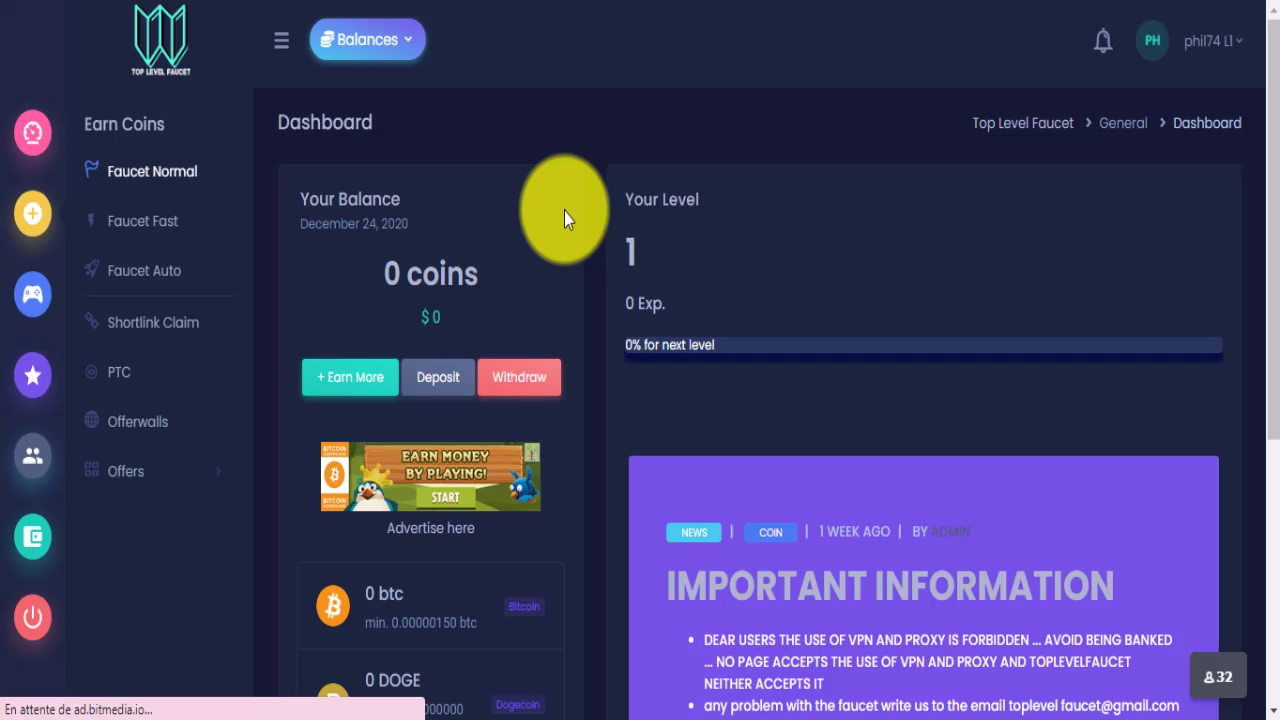 TOP LEVEL FAUCET
Balances
PH
phil74 L1
Earn Coins
Faucet Normal
Faucet Fast
Faucet Auto
Shortlink Claim
PTC
Offerwalls
Offers
Dashboard
Top Level Faucet > General > Dashboard
Your Balance
December 24, 2020
0 coins
$ 0
+ Earn More
Deposit
Withdraw
BITCOIN
EARN MONEY
BY PLAYING!
START
BITCOIN
Advertise here
0 btc
Bitcoin
min. 0.00000150 btc
0 DOGE
Dogecoin
000000
Your Level
1
0 Exp.
0% for next level
NEWS | COIN | 1 WEEK AGO | BY ADMIN
IMPORTANT INFORMATION
• DEAR USERS THE USE OF VPN AND PROXY IS FORBIDDEN ... AVOID BEING BANKED
... NO PAGE ACCEPTS THE USE OF VPN AND PROXY AND TOPLEVELFAUCET
NEITHER ACCEPTS IT
• any problem with the faucet write us to the email toplevel faucet@gmail.com
32
En attente de ad.bitmedia.io...